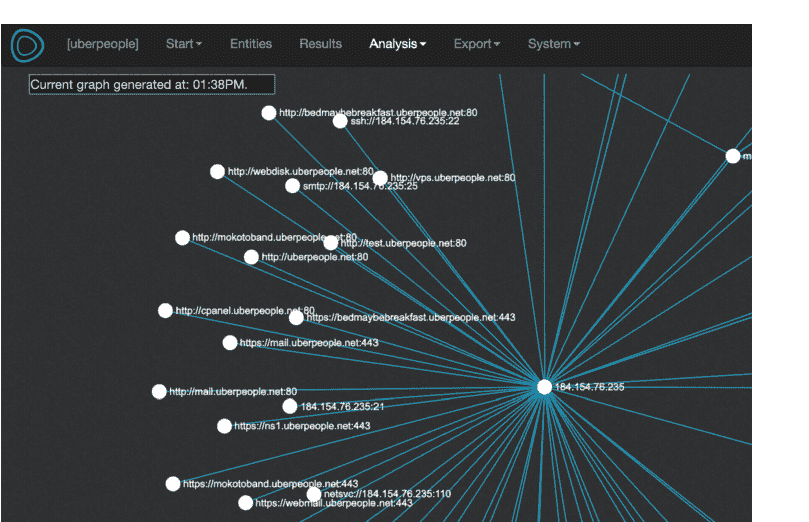 [uberpeople] Start Entities Results Analysis Export System
Current graph generated at: 01:38PM.
http://bedmaybebreakfast.uberpeople.net:80
ssh://184.154.76.235:22
http://webdisk.uberpeople.net:80
http://vps.uberpeople.net:80
smtp://184.154.76.235:25
http://mokotoband.uberpeople.net:80
http://test.uberpeople.net:80
http://uberpeople.net:80
http://cpanel.uberpeople.net:80
https://bedmaybebreakfast.uberpeople.net:443
https://mail.uberpeople.net:443
184.154.76.235
http://mail.uberpeople.net:80
184.154.76.235:21
https://ns1.uberpeople.net:443
https://mokotoband.uberpeople.net:443
netsvc://184.154.76.235:110
https://webmail.uberpeople.net:443